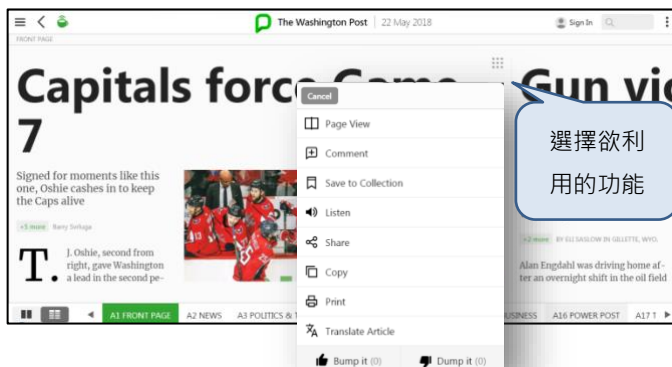 The Washington Post | 22 May 2018
Sign In
FRONT PAGE
Capitals force Game
7
Signed for moments like this
one, Oshie cashes in to keep
the Caps alive
+3 more Barry Svrluga
T. J. Oshie, second from
right, gave Washington
a lead in the second pe-
Cancel
Page View
Comment
Save to Collection
Listen
Share
Copy
Print
Translate Article
Bump it (0) Dump it (0)
Gun vio
選擇欲利
用的功能
+2 more BY ELI SASLOW IN GILLETTE, WYO.
Alan Engdahl was driving home af-
ter an overnight shift in the oil field
A1 FRONT PAGE A2 NEWS A3 POLITICS & USINESS A16 POWER POST A17 T